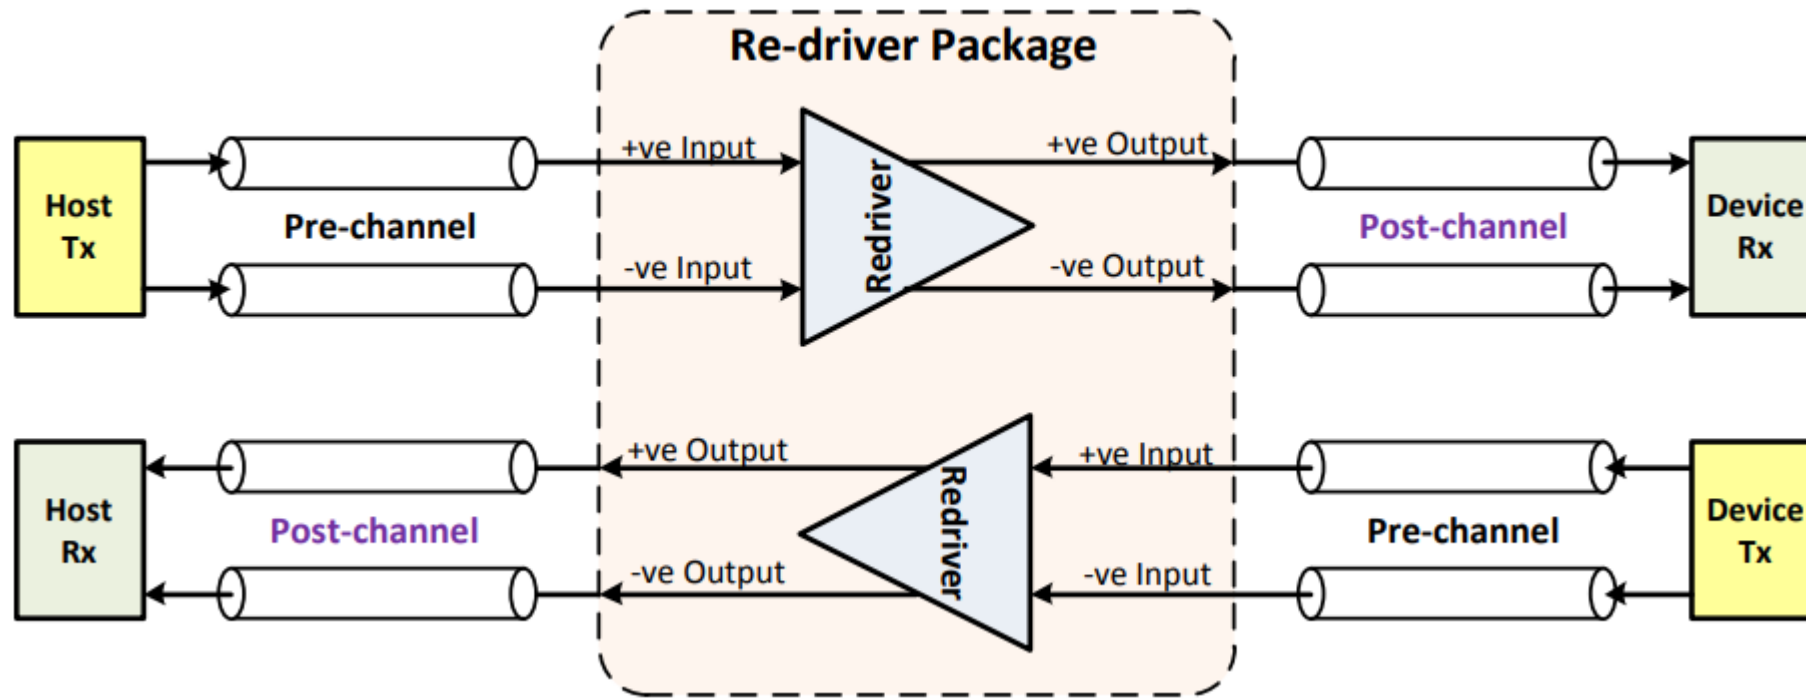 Re-driver Package
Host
Tx
Pre-channel
+ve Input
-ve Input
Redriver
+ve Output
-ve Output
Post-channel
Device
Rx
Host
Rx
Post-channel
+ve Output
-ve Output
Redriver
+ve Input
-ve Input
Pre-channel
Device
Tx